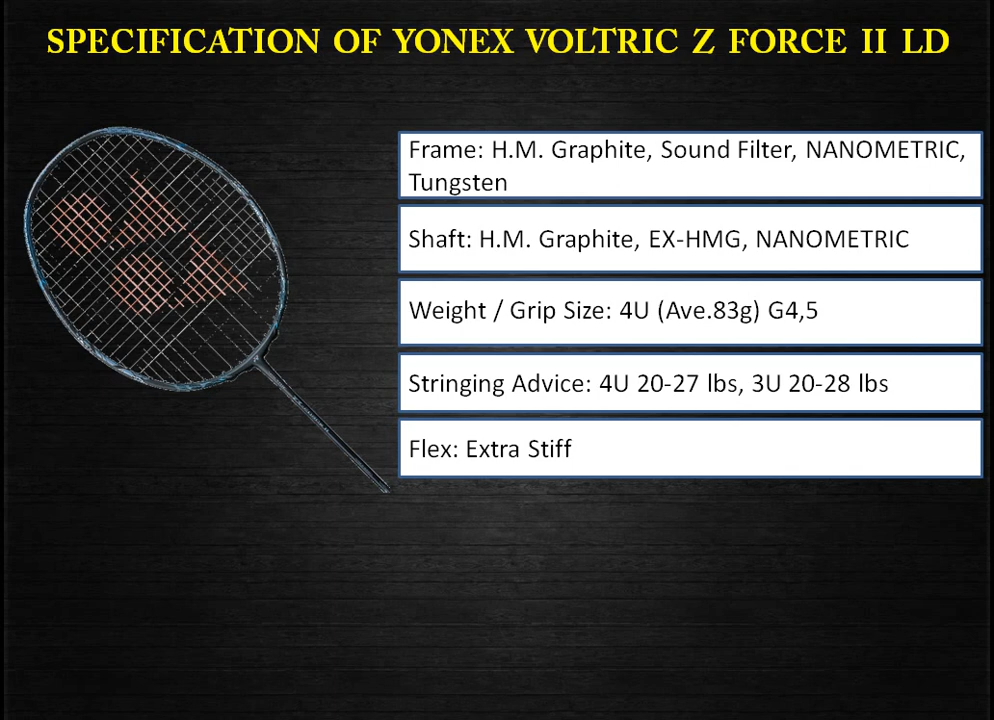 SPECIFICATION OF YONEX VOLTRIC Z FORCE II LD
Frame: H.M. Graphite, Sound Filter, NANOMETRIC,
Tungsten
Shaft: H.M. Graphite, EX-HMG, NANOMETRIC
Weight / Grip Size: 4U (Ave.83g) G4,5
Stringing Advice: 4U 20-27 lbs, 3U 20-28 lbs
Flex: Extra Stiff